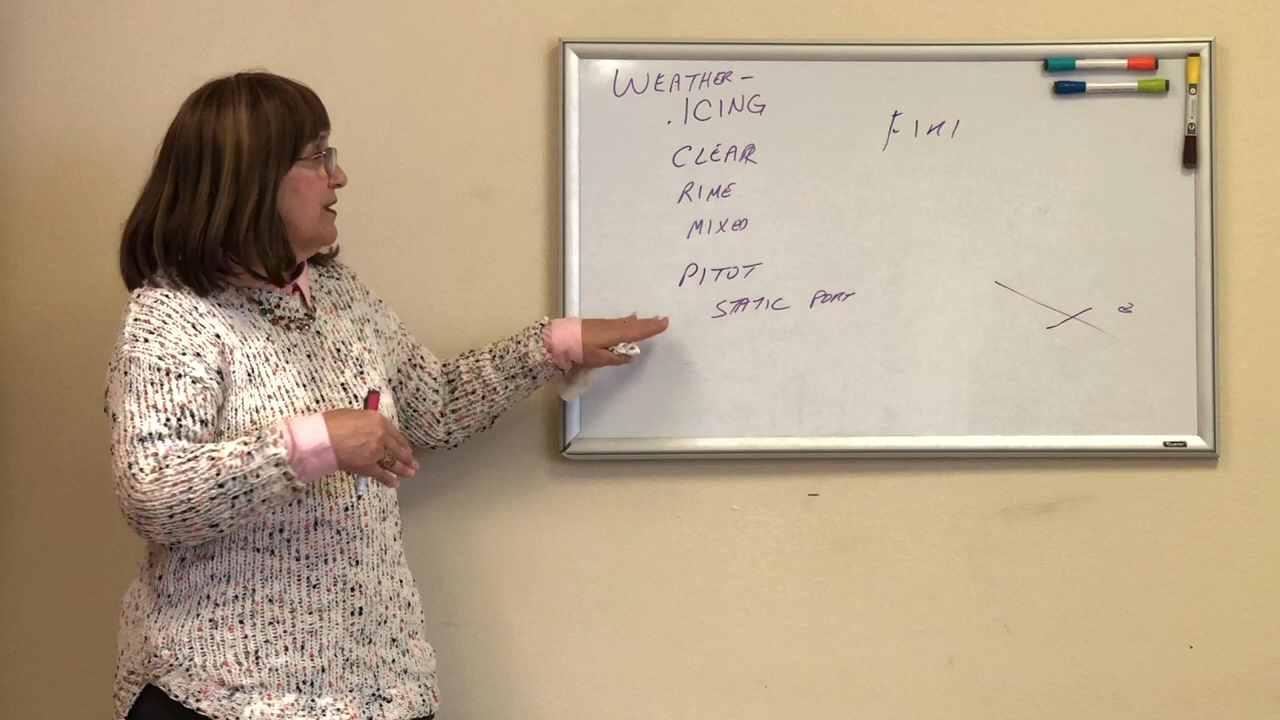 WEATHER –
.ICING
CLEAR
RIME
MIXED
PITOT
STATIC PORT